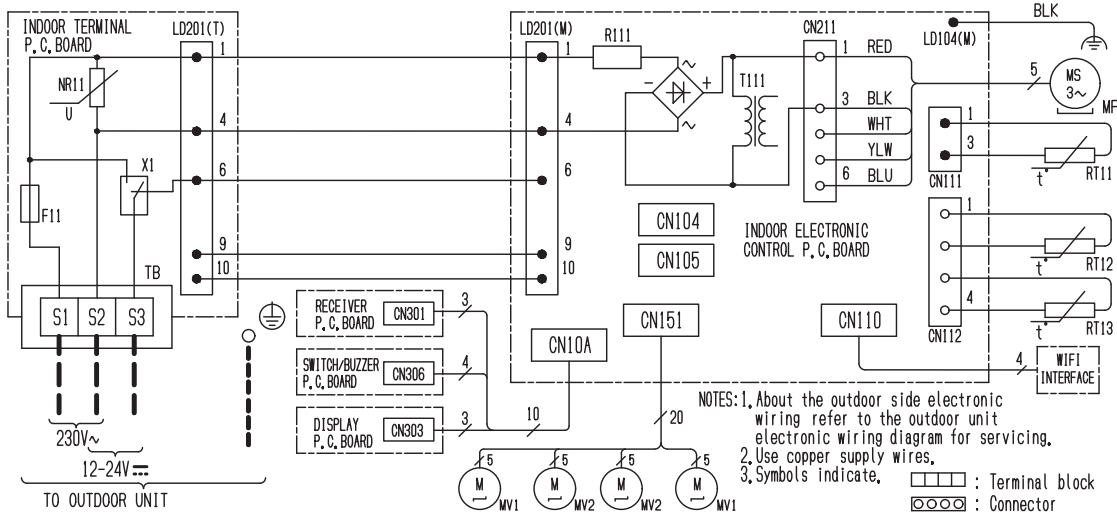 INDOOR TERMINAL
P.C.BOARD
LD201(T)
1
4
6
9
10
NR11
U
X1
F11
TB
S1
S2
S3
230V~
12-24V
TO OUTDOOR UNIT
LD201(M)
1
4
6
9
10
R111
~
-
+
~
T111
CN211
1
RED
3
BLK
WHT
YLW
6
BLU
BLK
LD104(M)
5
MS
3~
MF
1
3
CN111
t°
RT11
1
4
CN112
t°
RT12
t°
RT13
CN104
CN105
INDOOR ELECTRONIC
CONTROL P.C.BOARD
CN151
CN110
CN10A
4
WIFI
INTERFACE
RECEIVER
P.C.BOARD
CN301
3
SWITCH/BUZZER
P.C.BOARD
CN306
4
DISPLAY
P.C.BOARD
CN303
3
10
20
5
M
MV1
5
M
MV2
5
M
MV2
5
M
MV1
NOTES:1.About the outdoor side electronic
wiring refer to the outdoor unit
electronic wiring diagram for servicing.
2.Use copper supply wires.
3.Symbols indicate.
: Terminal block
: Connector